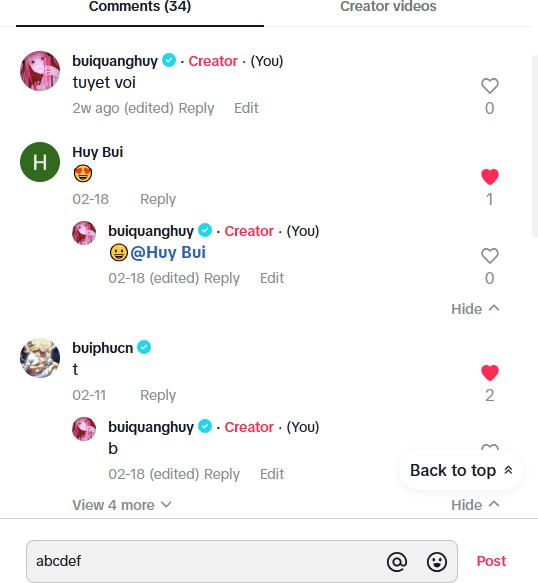 Comments (34) Creator videos
buiquanghuy · Creator · (You)
tuyet voi
0
2w ago (edited) Reply Edit
H
Huy Bui
😍
1
02-18 Reply
buiquanghuy · Creator · (You)
😀@Huy Bui
0
02-18 (edited) Reply Edit
Hide
buiphucn
t
2
02-11 Reply
buiquanghuy · Creator · (You)
b
02-18 (edited) Reply Edit
Back to top
View 4 more Hide
abcdef @ Post